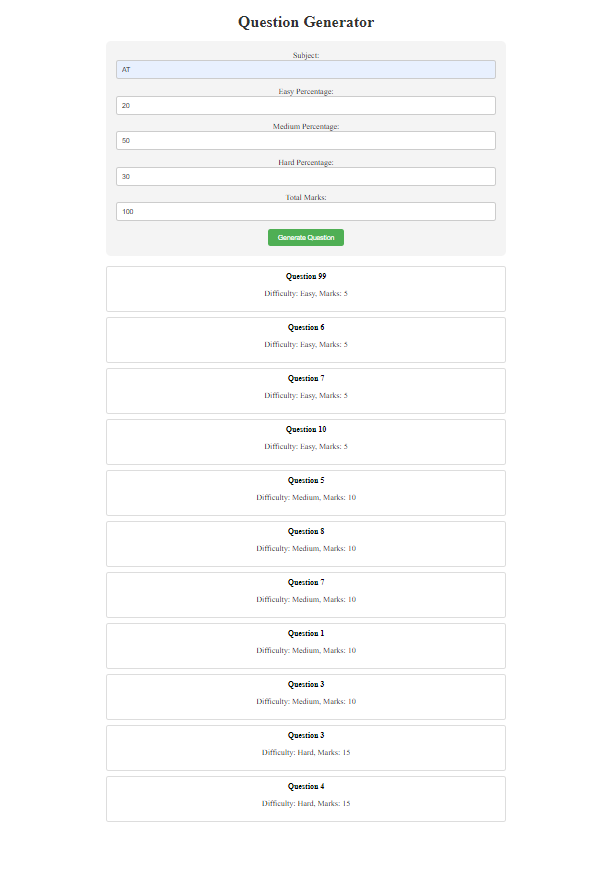 Question Generator
Subject:
AT
Easy Percentage:
20
Medium Percentage:
50
Hard Percentage:
30
Total Marks:
100
Generate Question
Question 99
Difficulty: Easy, Marks: 5
Question 6
Difficulty: Easy, Marks: 5
Question 7
Difficulty: Easy, Marks: 5
Question 10
Difficulty: Easy, Marks: 5
Question 5
Difficulty: Medium, Marks: 10
Question 8
Difficulty: Medium, Marks: 10
Question 7
Difficulty: Medium, Marks: 10
Question 1
Difficulty: Medium, Marks: 10
Question 3
Difficulty: Medium, Marks: 10
Question 3
Difficulty: Hard, Marks: 15
Question 4
Difficulty: Hard, Marks: 15